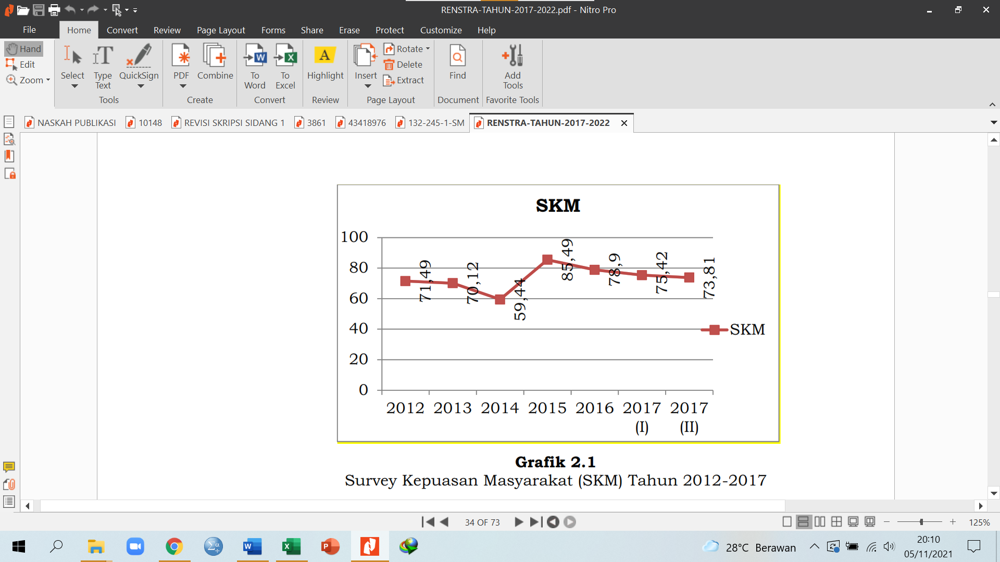 RENSTRA-TAHUN-2017-2022.pdf - Nitro Pro
File
Home
Convert
Review
Page Layout
Forms
Share
Erase
Protect
Customize
Help
Hand
Edit
Zoom
Select
Type
Text
QuickSign
Tools
PDF
Combine
Create
To
Word
To
Excel
Convert
Highlight
Review
Insert
Rotate
Delete
Extract
Page Layout
Find
Document
Add
Tools
Favorite Tools
NASKAH PUBLIKASI
10148
REVISI SKRIPSI SIDANG 1
3861
43418976
132-245-1-SM
RENSTRA-TAHUN-2017-2022
SKM
100
80
60
40
20
0
71,49
70,12
59,44
85,49
78,9
75,42
73,81
SKM
2012 2013 2014 2015 2016 2017 2017
(I) (II)
Grafik 2.1
Survey Kepuasan Masyarakat (SKM) Tahun 2012-2017
34 OF 73
125%
28°C Berawan
20:10
05/11/2021